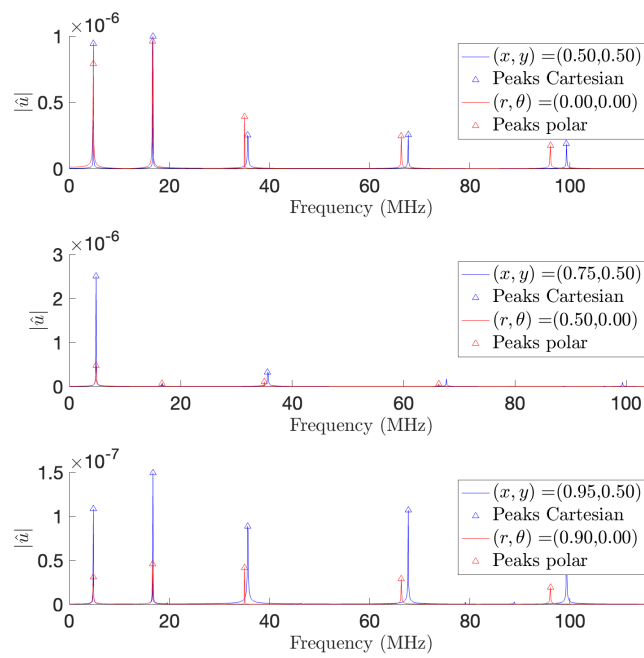 ×10⁻⁶
1
0.5
0
|û|
0 20 40 60 80 100
Frequency (MHz)
(x, y) =(0.50,0.50)
Peaks Cartesian
(r, θ) =(0.00,0.00)
Peaks polar
×10⁻⁶
3
2
1
0
|û|
0 20 40 60 80 100
Frequency (MHz)
(x, y) =(0.75,0.50)
Peaks Cartesian
(r, θ) =(0.50,0.00)
Peaks polar
×10⁻⁷
1.5
1
0.5
0
|û|
0 20 40 60 80 100
Frequency (MHz)
(x, y) =(0.95,0.50)
Peaks Cartesian
(r, θ) =(0.90,0.00)
Peaks polar